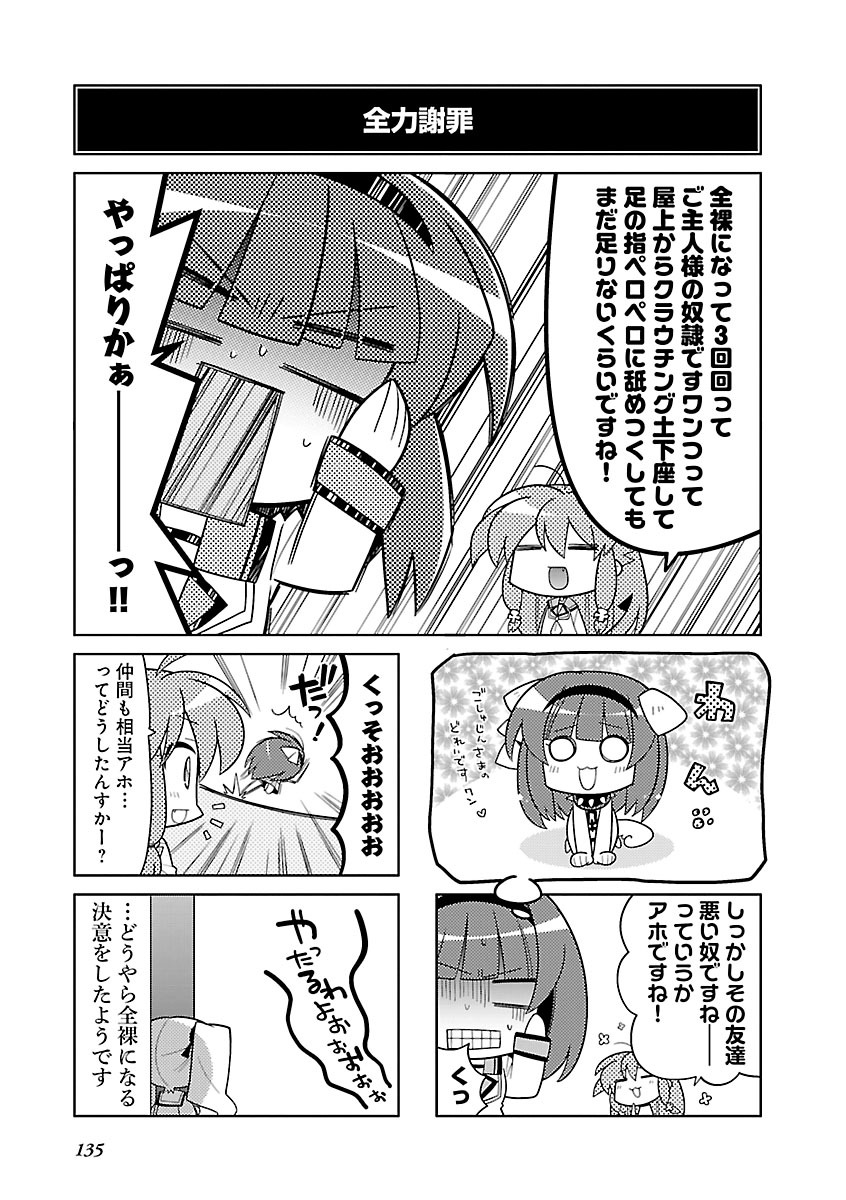 全力謝罪
全裸になって3回回って
ご主人様の奴隷ですワンつって
屋上からクラウチング土下座して
足の指ペロペロに舐めつくしても
まだ足りないくらいですね！
やっぱりかぁ――――っ!!
わん
ごしゅじんさまの
どれいですワン♡
くっそおおおおお
だっ！
仲間も相当アホ…
ってどうしたんすかー？
しっかしその友達
悪い奴ですね――
っていうか
アホですね！
くっ
やったるわよぉぉぉぉぉ
…どうやら全裸になる
決意をしたようです
135